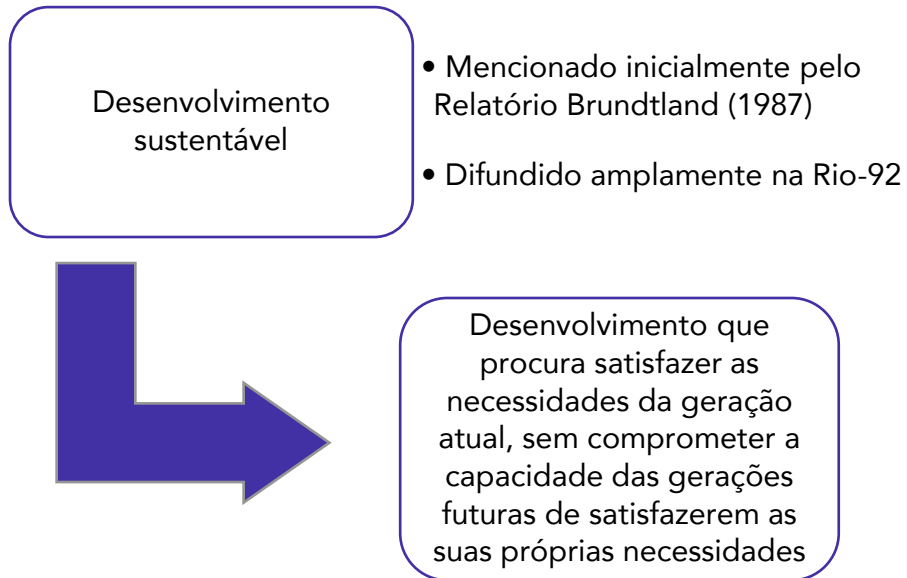 Desenvolvimento
sustentável
• Mencionado inicialmente pelo
Relatório Brundtland (1987)
• Difundido amplamente na Rio-92
Desenvolvimento que
procura satisfazer as
necessidades da geração
atual, sem comprometer a
capacidade das gerações
futuras de satisfazerem as
suas próprias necessidades